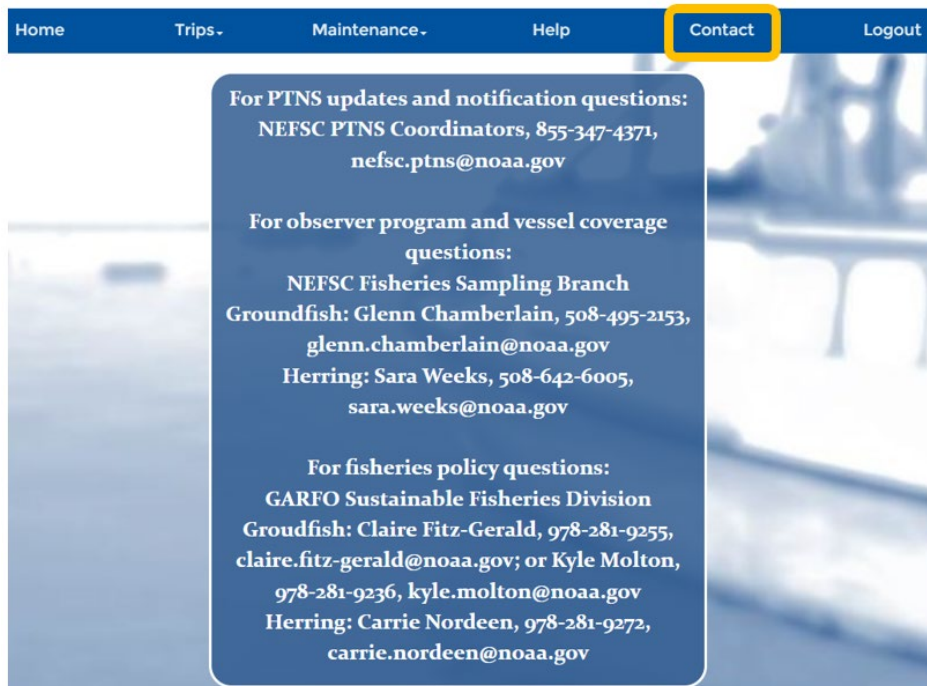 Home Trips Maintenance Help Contact Logout
For PTNS updates and notification questions:
NEFSC PTNS Coordinators, 855-347-4371,
nefsc.ptns@noaa.gov
For observer program and vessel coverage
questions:
NEFSC Fisheries Sampling Branch
Groundfish: Glenn Chamberlain, 508-495-2153,
glenn.chamberlain@noaa.gov
Herring: Sara Weeks, 508-642-6005,
sara.weeks@noaa.gov
For fisheries policy questions:
GARFO Sustainable Fisheries Division
Groudfish: Claire Fitz-Gerald, 978-281-9255,
claire.fitz-gerald@noaa.gov; or Kyle Molton,
978-281-9236, kyle.molton@noaa.gov
Herring: Carrie Nordeen, 978-281-9272,
carrie.nordeen@noaa.gov